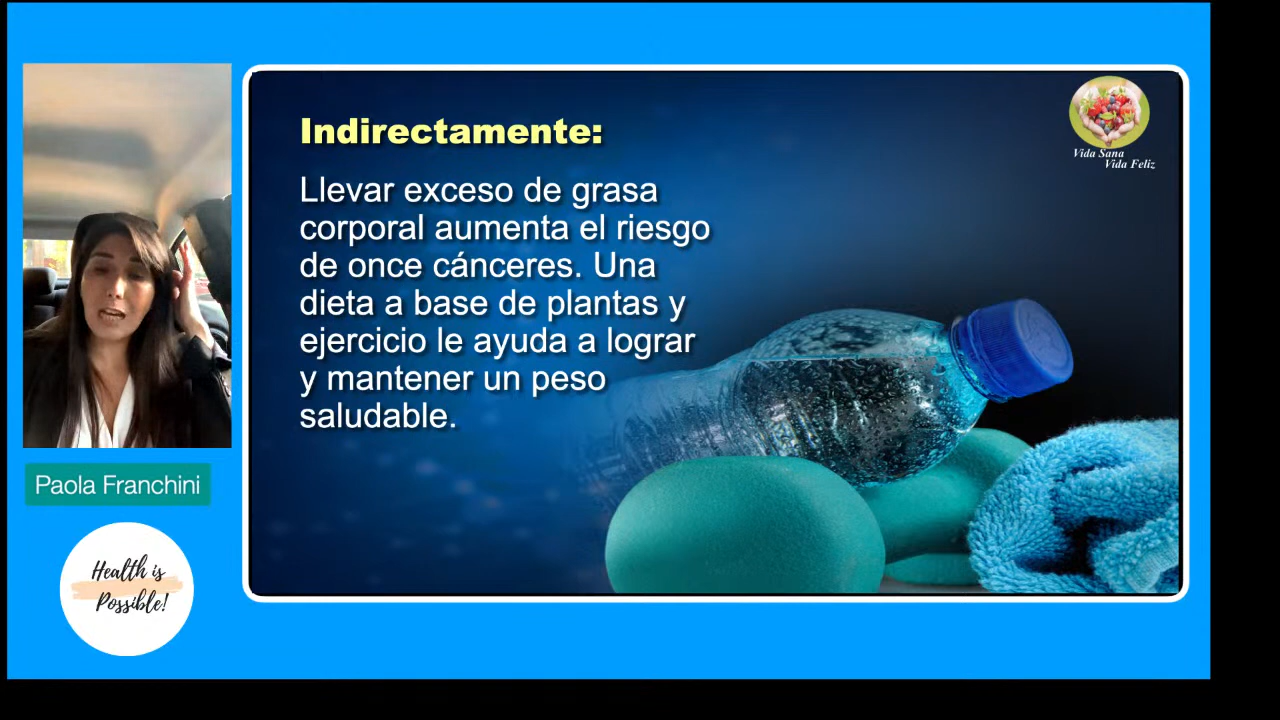 Indirectamente:
Llevar exceso de grasa
corporal aumenta el riesgo
de once cánceres. Una
dieta a base de plantas y
ejercicio le ayuda a lograr
y mantener un peso
saludable.
Vida Sana
Vida Feliz
Paola Franchini
Health is
Possible!